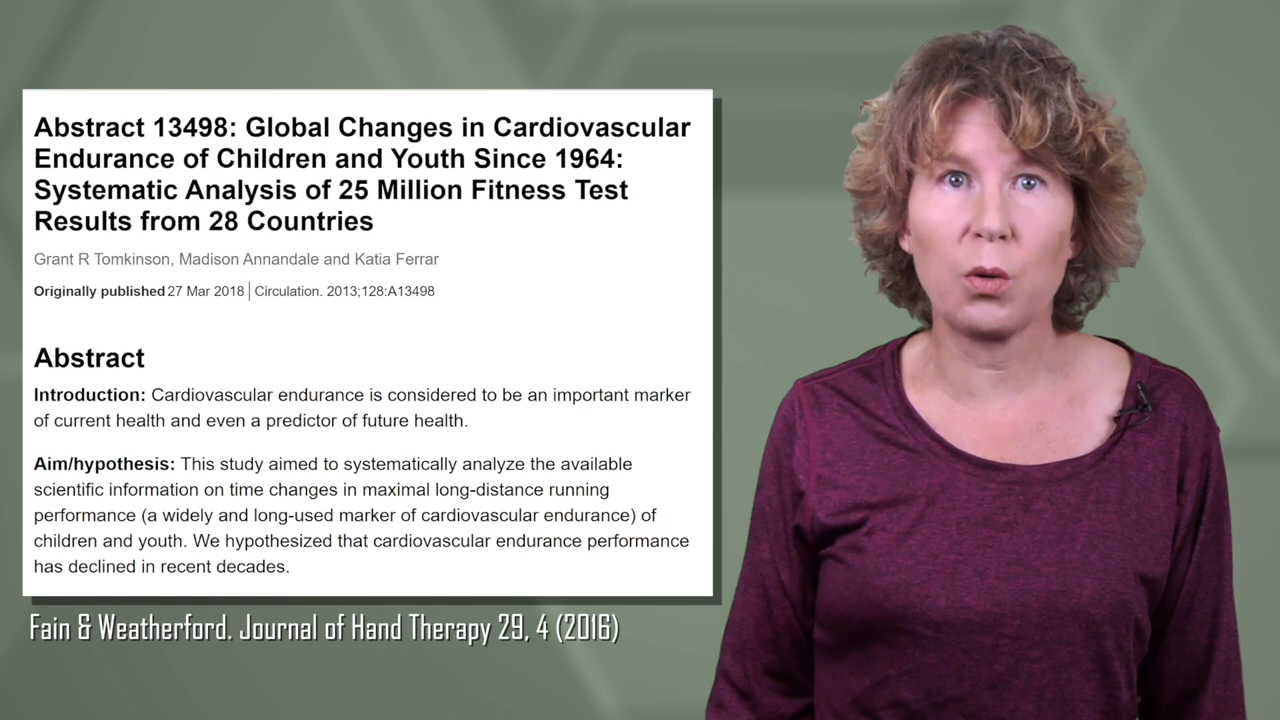 Abstract 13498: Global Changes in Cardiovascular
Endurance of Children and Youth Since 1964:
Systematic Analysis of 25 Million Fitness Test
Results from 28 Countries
Grant R Tomkinson, Madison Annandale and Katia Ferrar
Originally published 27 Mar 2018 | Circulation. 2013;128:A13498
Abstract
Introduction: Cardiovascular endurance is considered to be an important marker
of current health and even a predictor of future health.
Aim/hypothesis: This study aimed to systematically analyze the available
scientific information on time changes in maximal long-distance running
performance (a widely and long-used marker of cardiovascular endurance) of
children and youth. We hypothesized that cardiovascular endurance performance
has declined in recent decades.
Fain & Weatherford. Journal of Hand Therapy 29, 4 (2016)